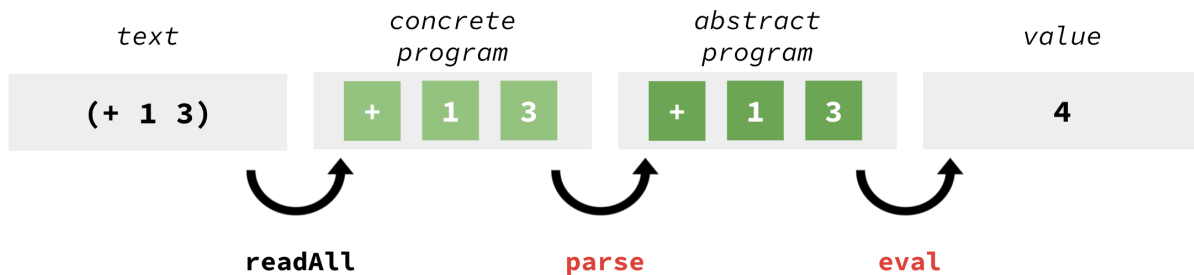 text
concrete
program
abstract
program
value
(+ 1 3)
+ 1 3
+ 1 3
4
readAll
parse
eval